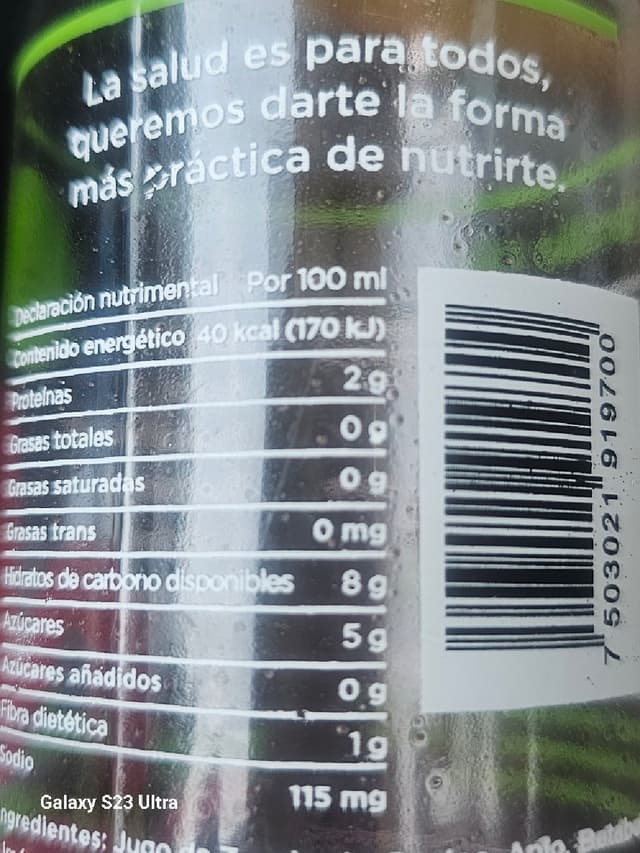 La salud es para todos,
queremos darte la forma
más práctica de nutrirte.
Declaración nutrimental Por 100 ml
Contenido energético 40 kcal (170 kJ)
Proteínas 2 g
Grasas totales 0 g
Grasas saturadas 0 g
Grasas trans 0 mg
Hidratos de carbono disponibles 8 g
Azúcares 5 g
Azúcares añadidos 0 g
Fibra dietética 1 g
Sodio 115 mg
7 503021 919700
Galaxy S23 Ultra
Ingredientes: Jugo de Apio,